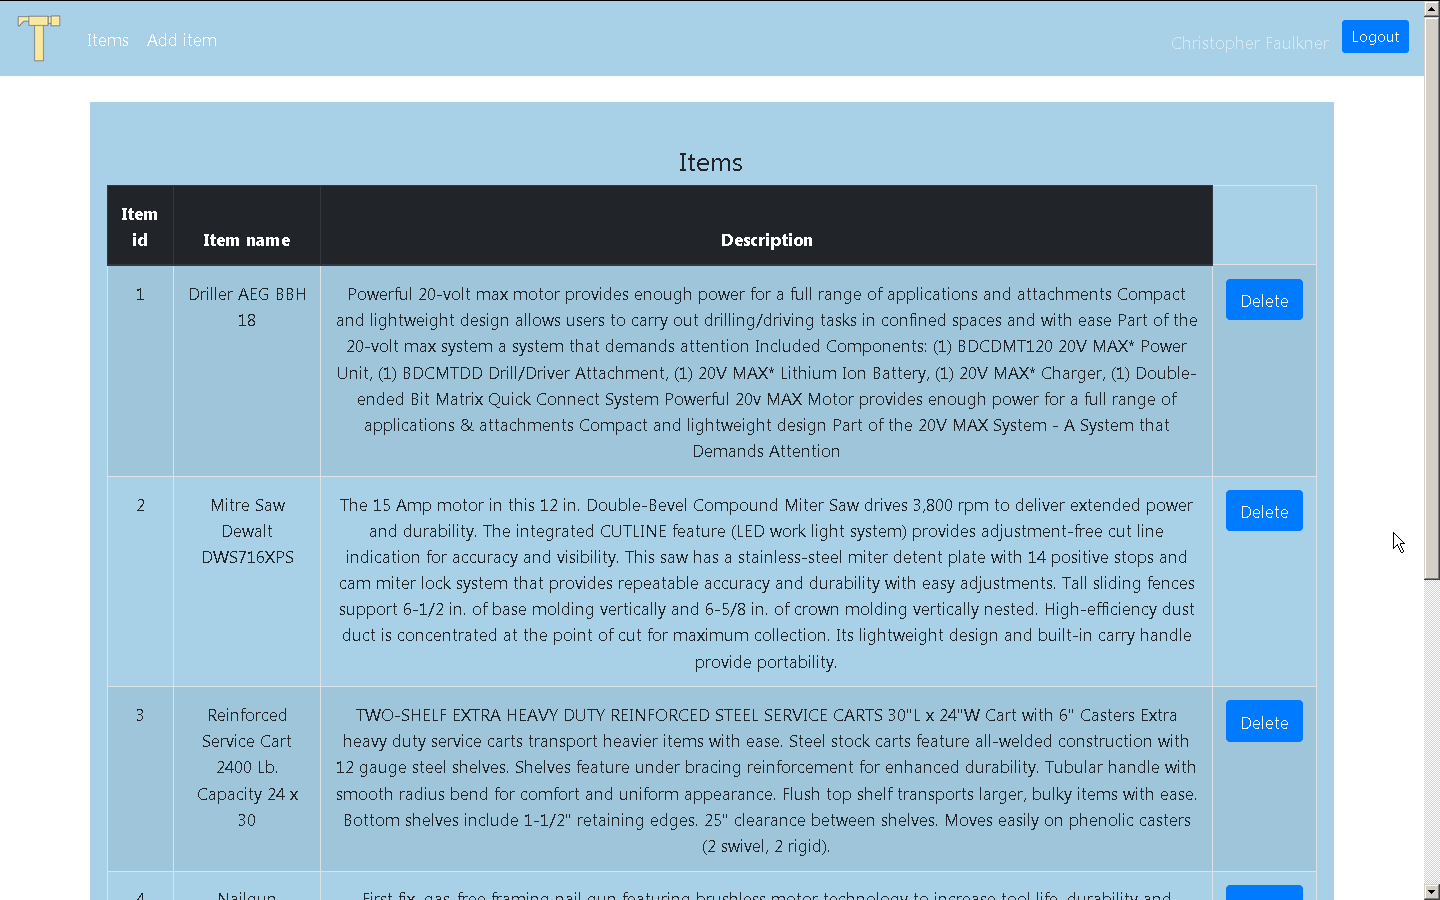 Items Add item
Christopher Faulkner Logout
Items
Item id
Item name
Description
1
Driller AEG BBH
18
Powerful 20-volt max motor provides enough power for a full range of applications and attachments Compact
and lightweight design allows users to carry out drilling/driving tasks in confined spaces and with ease Part of the
20-volt max system a system that demands attention Included Components: (1) BDCDMT120 20V MAX* Power
Unit, (1) BDCMTDD Drill/Driver Attachment, (1) 20V MAX* Lithium Ion Battery, (1) 20V MAX* Charger, (1) Double-
ended Bit Matrix Quick Connect System Powerful 20v MAX Motor provides enough power for a full range of
applications & attachments Compact and lightweight design Part of the 20V MAX System - A System that
Demands Attention
Delete
2
Mitre Saw
Dewalt
DWS716XPS
The 15 Amp motor in this 12 in. Double-Bevel Compound Miter Saw drives 3,800 rpm to deliver extended power
and durability. The integrated CUTLINE feature (LED work light system) provides adjustment-free cut line
indication for accuracy and visibility. This saw has a stainless-steel miter detent plate with 14 positive stops and
cam miter lock system that provides repeatable accuracy and durability with easy adjustments. Tall sliding fences
support 6-1/2 in. of base molding vertically and 6-5/8 in. of crown molding vertically nested. High-efficiency dust
duct is concentrated at the point of cut for maximum collection. Its lightweight design and built-in carry handle
provide portability.
Delete
3
Reinforced
Service Cart
2400 Lb.
Capacity 24 x
30
TWO-SHELF EXTRA HEAVY DUTY REINFORCED STEEL SERVICE CARTS 30"L x 24"W Cart with 6" Casters Extra
heavy duty service carts transport heavier items with ease. Steel stock carts feature all-welded construction with
12 gauge steel shelves. Shelves feature under bracing reinforcement for enhanced durability. Tubular handle with
smooth radius bend for comfort and uniform appearance. Flush top shelf transports larger, bulky items with ease.
Bottom shelves include 1-1/2" retaining edges. 25" clearance between shelves. Moves easily on phenolic casters
(2 swivel, 2 rigid).
Delete
4
Nailgun
First fix, gas-free framing nail gun featuring brushless motor technology to increase tool life, durability and